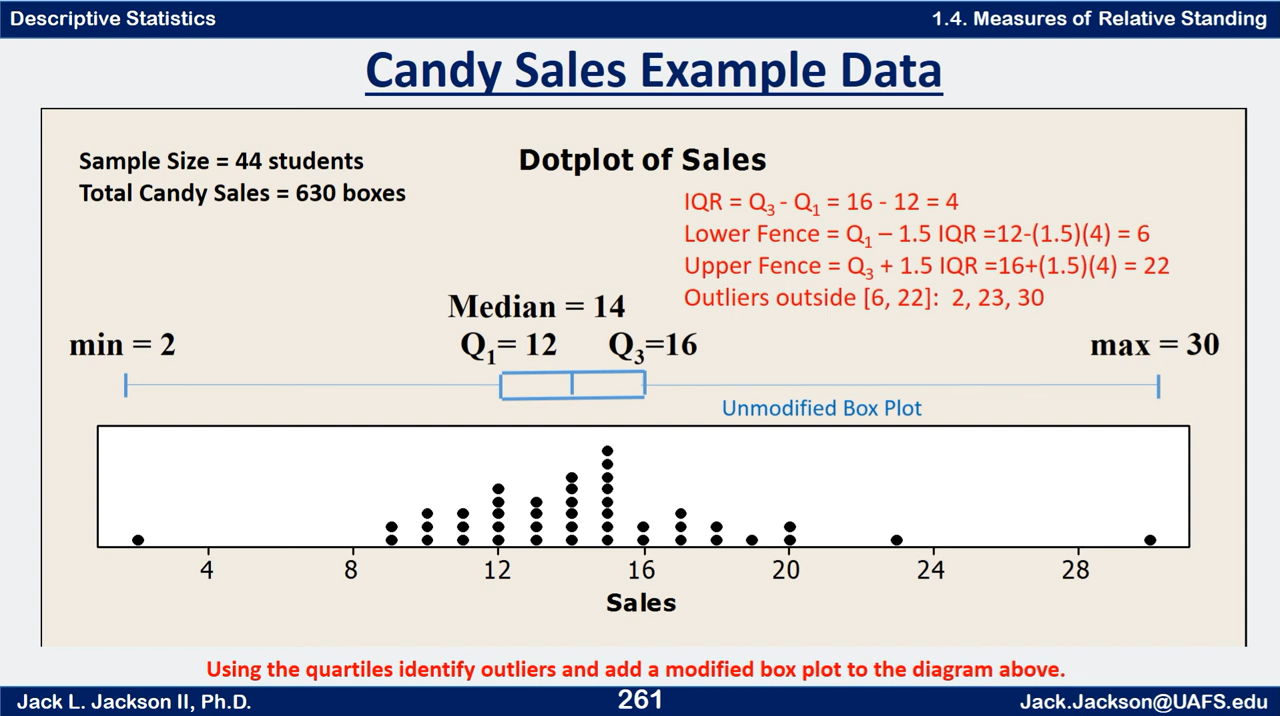 Descriptive Statistics
1.4. Measures of Relative Standing
Candy Sales Example Data
Sample Size = 44 students
Total Candy Sales = 630 boxes
Dotplot of Sales
IQR = Q3 - Q1 = 16 - 12 = 4
Lower Fence = Q1 – 1.5 IQR =12-(1.5)(4) = 6
Upper Fence = Q3 + 1.5 IQR =16+(1.5)(4) = 22
Outliers outside [6, 22]: 2, 23, 30
Median = 14
min = 2
Q1= 12
Q3=16
max = 30
Unmodified Box Plot
4 8 12 16 20 24 28
Sales
Using the quartiles identify outliers and add a modified box plot to the diagram above.
Jack L. Jackson II, Ph.D.
261
Jack.Jackson@UAFS.edu